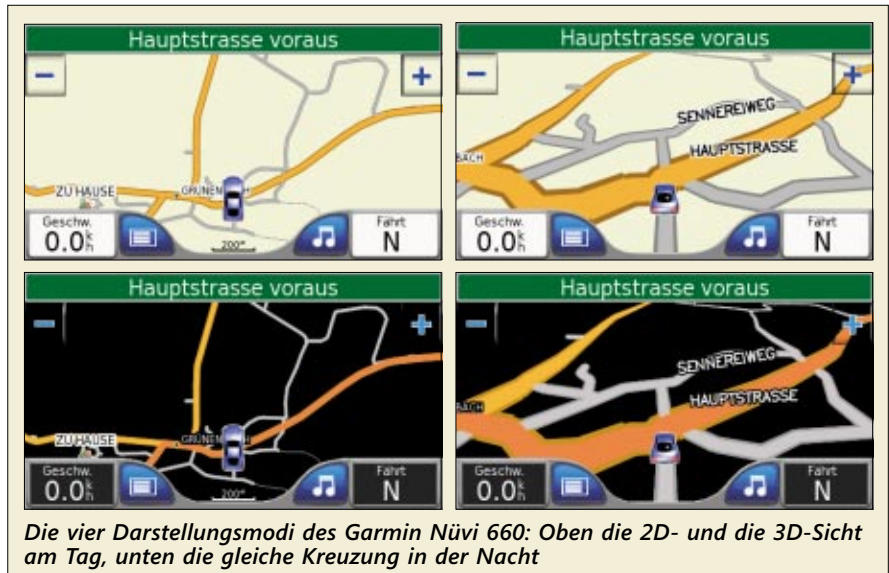 Hauptstrasse voraus
− +
ZU HAUSE
Geschw.
0.0 k h
200m
Fahrt
N
Hauptstrasse voraus
− +
BACH
SENNEREIWEG
HAUPTSTRASSE
Geschw.
0.0 k h
Fahrt
N
Hauptstrasse voraus
− +
ZU HAUSE
Geschw.
0.0 k h
200m
Fahrt
N
Hauptstrasse voraus
− +
BACH
SENNEREIWEG
HAUPTSTRASSE
Geschw.
0.0 k h
Fahrt
N
Die vier Darstellungsmodi des Garmin Nüvi 660: Oben die 2D- und die 3D-Sicht
am Tag, unten die gleiche Kreuzung in der Nacht